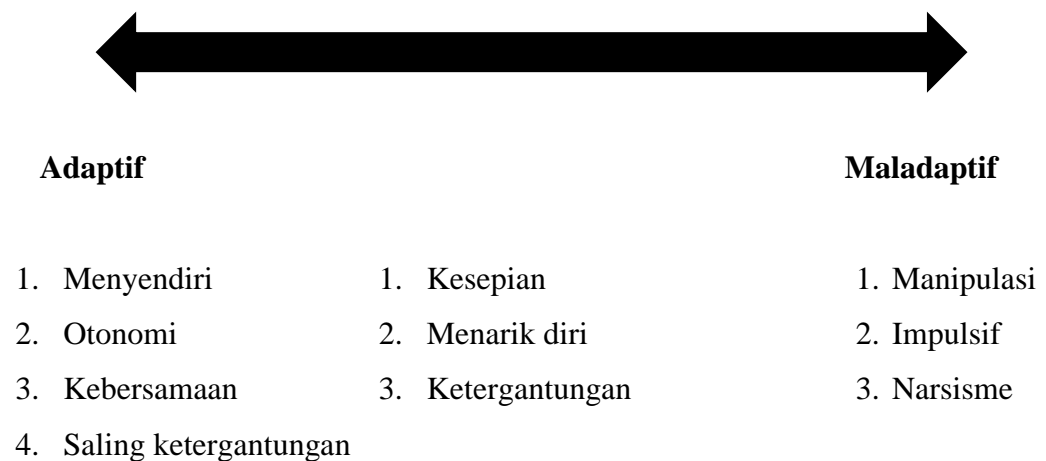 Adaptif Maladaptif
1. Menyendiri 1. Kesepian 1. Manipulasi
2. Otonomi 2. Menarik diri 2. Impulsif
3. Kebersamaan 3. Ketergantungan 3. Narsisme
4. Saling ketergantungan